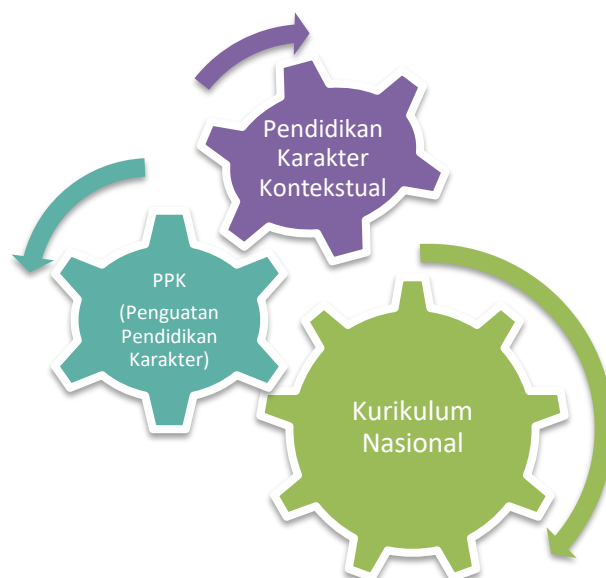 Pendidikan
Karakter
Kontekstual
PPK
(Penguatan
Pendidikan
Karakter)
Kurikulum
Nasional